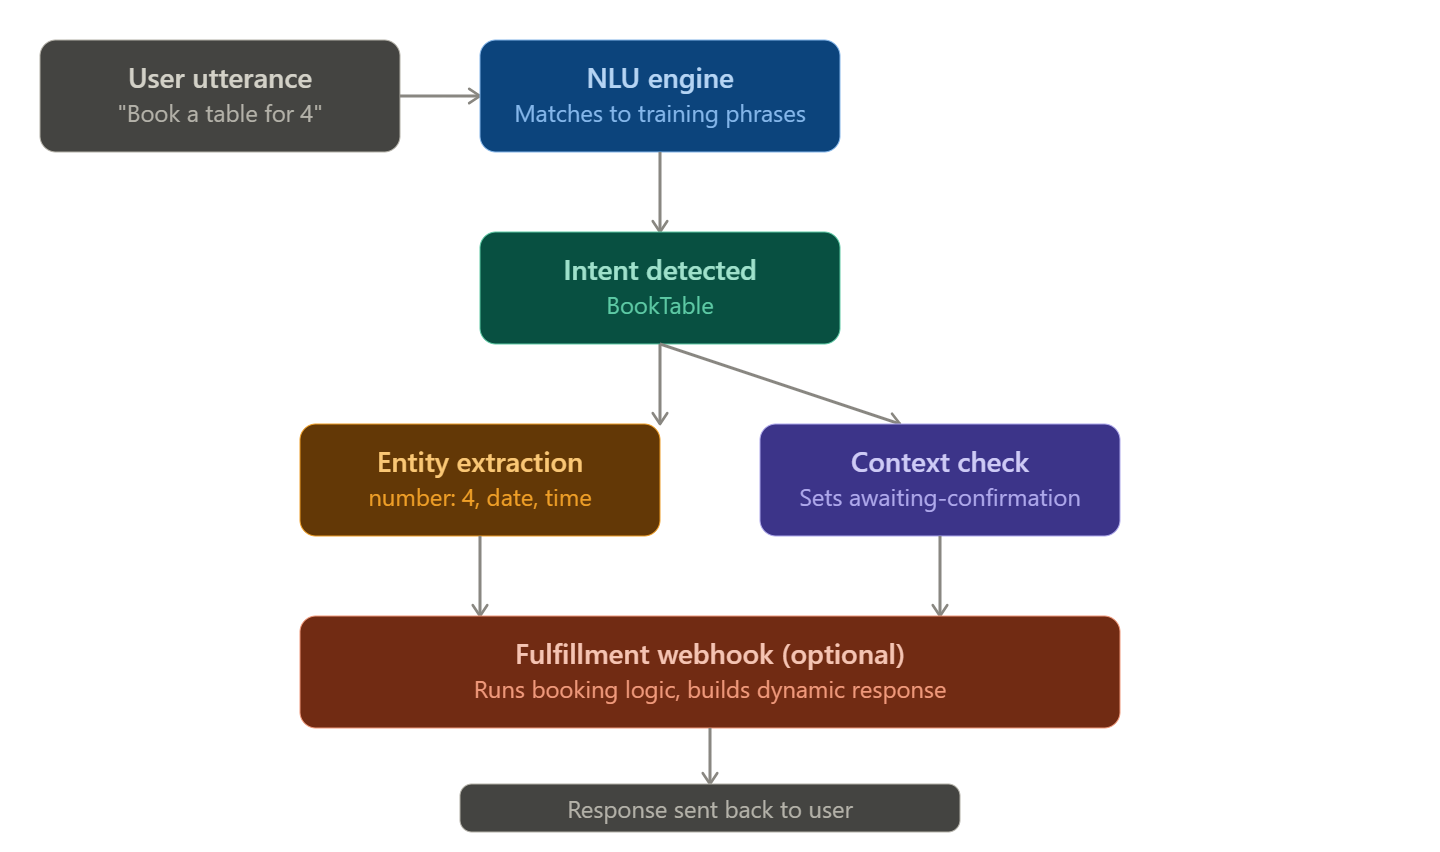 User utterance
"Book a table for 4"
NLU engine
Matches to training phrases
Intent detected
BookTable
Entity extraction
number: 4, date, time
Context check
Sets awaiting-confirmation
Fulfillment webhook (optional)
Runs booking logic, builds dynamic response
Response sent back to user